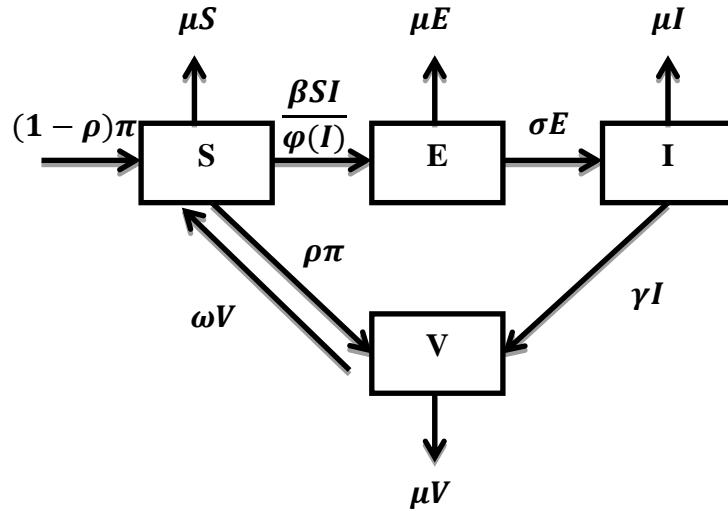 μS μE μI
(1 − ρ)π
βSI
φ(I)
σE
S E I
ρπ
ωV
γI
V
μV